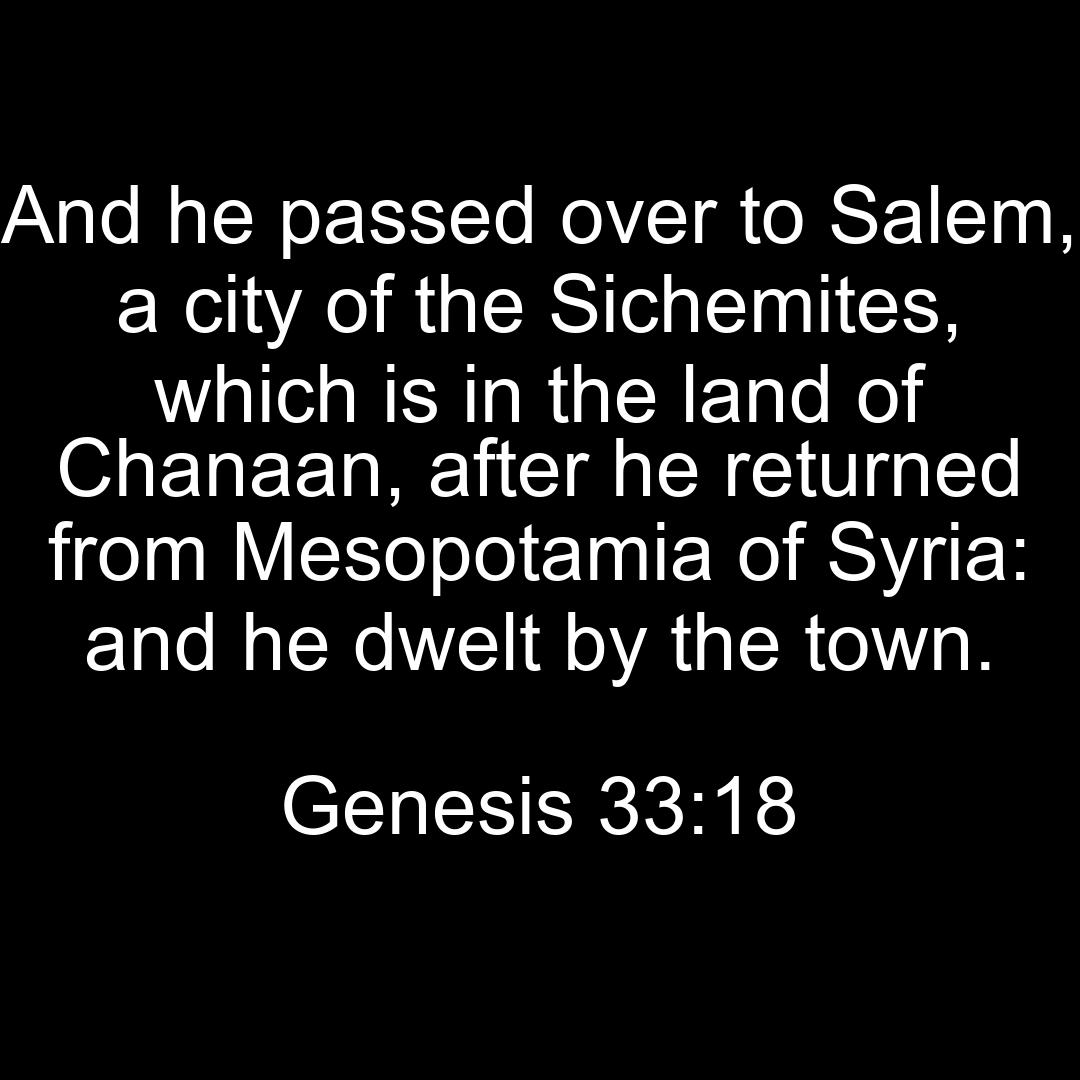 And he passed over to Salem,
a city of the Sichemites,
which is in the land of
Chanaan, after he returned
from Mesopotamia of Syria:
and he dwelt by the town.
Genesis 33:18